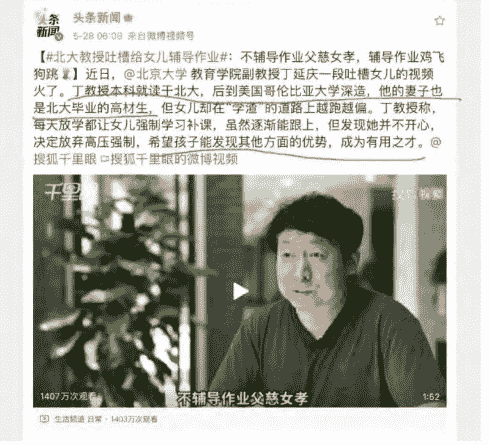 头条
新闻
头条新闻
5-28 06:08 来自微博视频号
【#北大教授吐槽给女儿辅导作业#：不辅导作业父慈女孝，辅导作业鸡飞
狗跳】近日，@北京大学 教育学院副教授丁延庆一段吐槽女儿的视频
火了。丁教授本科就读于北大，后到美国哥伦比亚大学深造，他的妻子也
是北大毕业的高材生，但女儿却在“学渣”的道路上越跑越偏。丁教授称，
每天放学都让女儿强制学习补课，虽然逐渐能跟上，但发现她并不开心，
决定放弃高压强制，希望孩子能发现其他方面的优势，成为有用之才。@
搜狐千里眼 搜狐千里眼的微博视频
千里眼
搜狐视频
不辅导作业父慈女孝
1407万次观看
1:52
生活频道 日常·1403万次观看